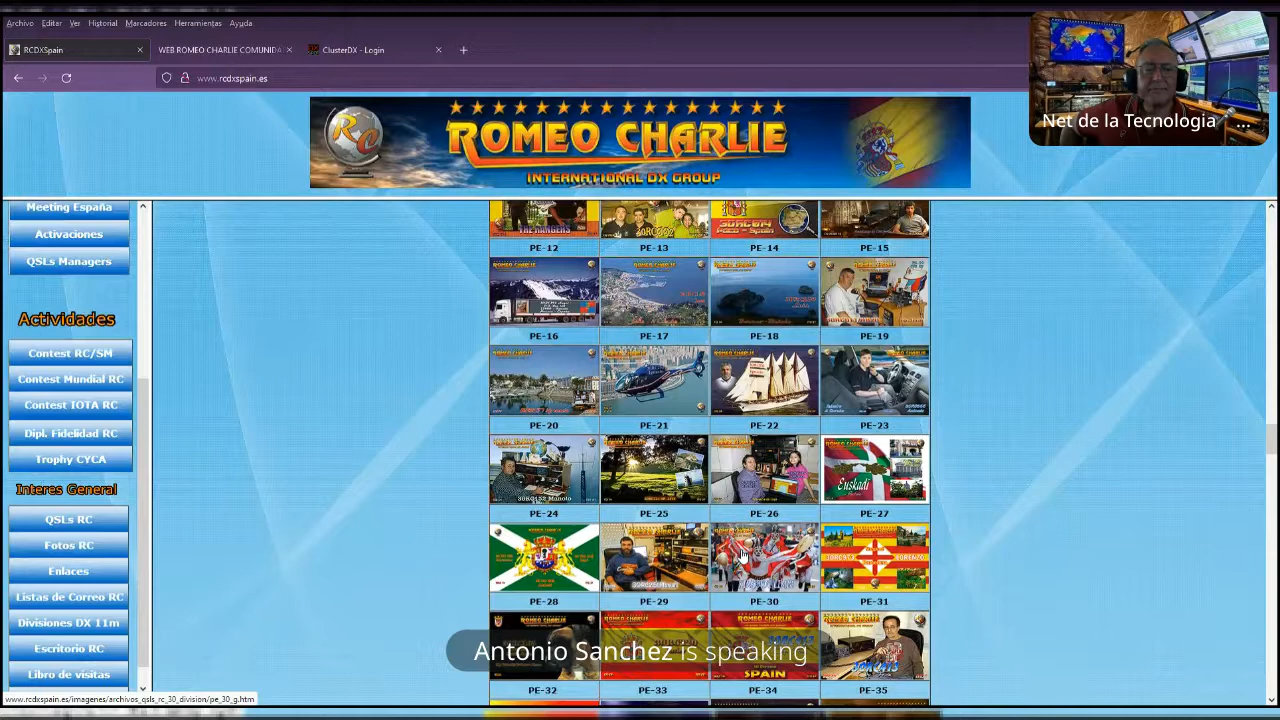 Archivo Editar Ver Historial Marcadores Herramientas Ayuda
RCDXSpain
WEB ROMEO CHARLIE COMUNIDA
ClusterDX - Login
www.rcdxspain.es
Net de la Tecnologia ...
RC
ROMEO CHARLIE
INTERNATIONAL DX GROUP
Meeting España
Activaciones
QSLs Managers
Actividades
Contest RC/SM
Contest Mundial RC
Contest IOTA RC
Dipl. Fidelidad RC
Trophy CYCA
Interes General
QSLs RC
Fotos RC
Enlaces
Listas de Correo RC
Divisiones DX 11m
Escritorio RC
Libro de visitas
PE-12 PE-13 PE-14 PE-15
PE-16 PE-17 PE-18 PE-19
PE-20 PE-21 PE-22 PE-23
PE-24 PE-25 PE-26 PE-27
Euskadi
PE-28 PE-29 PE-30 PE-31
ROMEO CHARLIE
SPAIN
PE-32 PE-33 PE-34 PE-35
Antonio Sanchez is speaking
www.rcdxspain.es/imagenes/archivos_qsls_rc_30_division/pe_30_g.htm